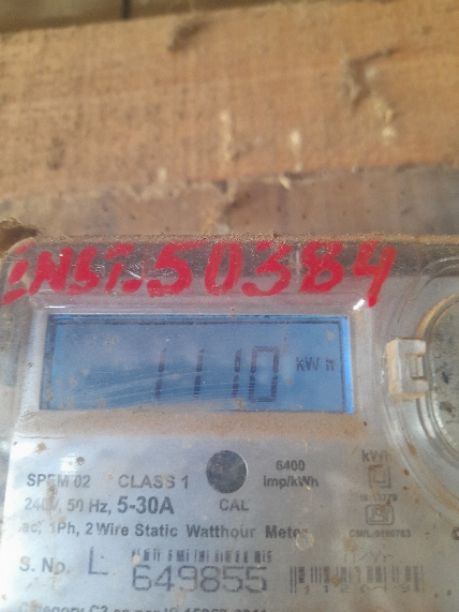 INST:50384
1110 kWh
6400
SPEM 02 CLASS 1 imp/kWh
240V, 50 Hz, 5-30A CAL
ac, 1Ph, 2 Wire Static Watthour Meter
S. No. L 649855